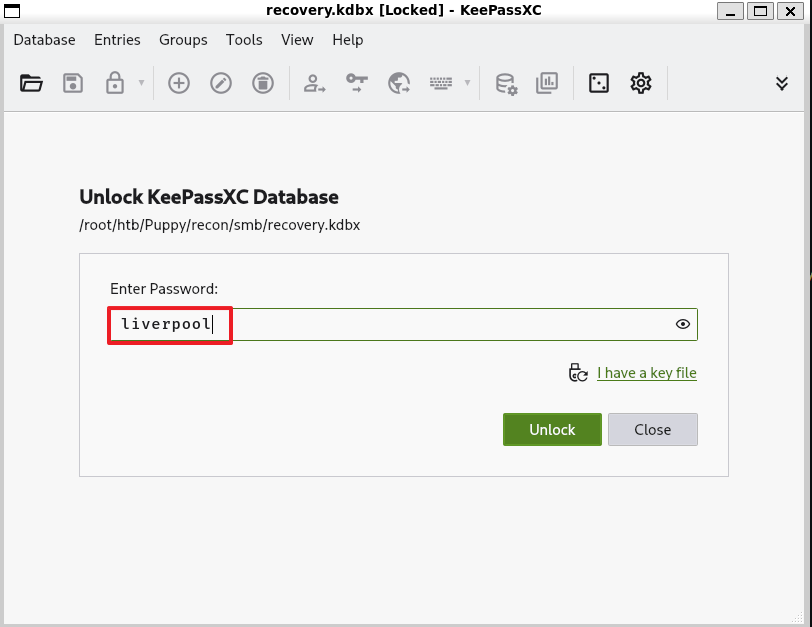 recovery.kdbx [Locked] - KeePassXC
Database Entries Groups Tools View Help
Unlock KeePassXC Database
/root/htb/Puppy/recon/smb/recovery.kdbx
Enter Password:
liverpool
I have a key file
Unlock Close